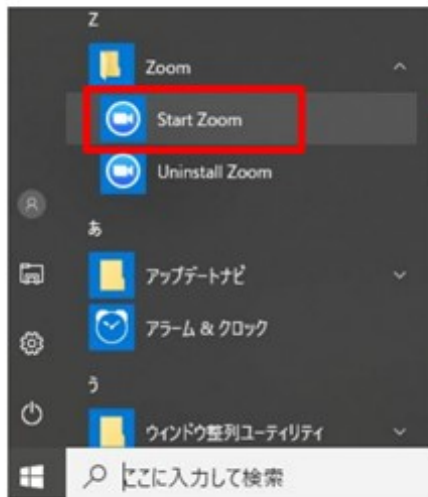 Z
Zoom
Start Zoom
Uninstall Zoom
あ
アップデートナビ
アラーム & クロック
う
ウィンドウ整列ユーティリティ
ここに入力して検索